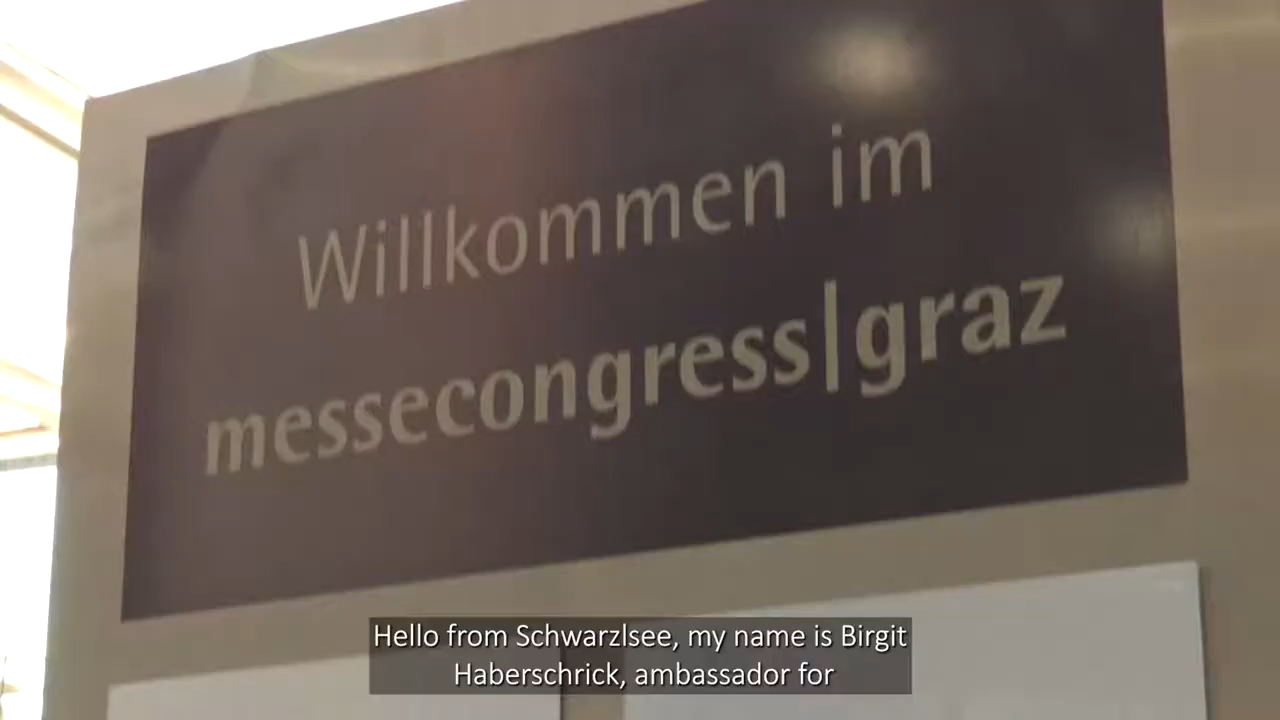 Willkommen im
messecongress|graz
Hello from Schwarzlsee, my name is Birgit
Haberschrick, ambassador for